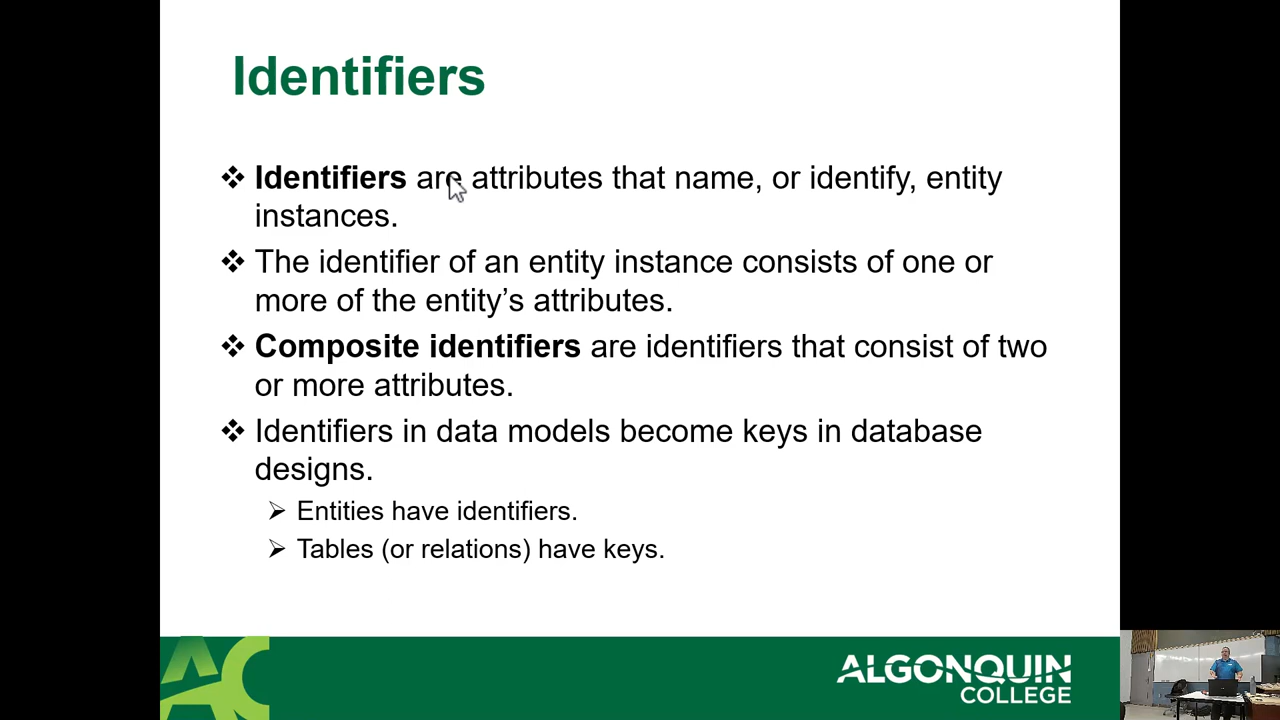 Identifiers
❖ Identifiers are attributes that name, or identify, entity
instances.
❖ The identifier of an entity instance consists of one or
more of the entity’s attributes.
❖ Composite identifiers are identifiers that consist of two
or more attributes.
❖ Identifiers in data models become keys in database
designs.
➢ Entities have identifiers.
➢ Tables (or relations) have keys.
AC
ALGONQUIN
COLLEGE